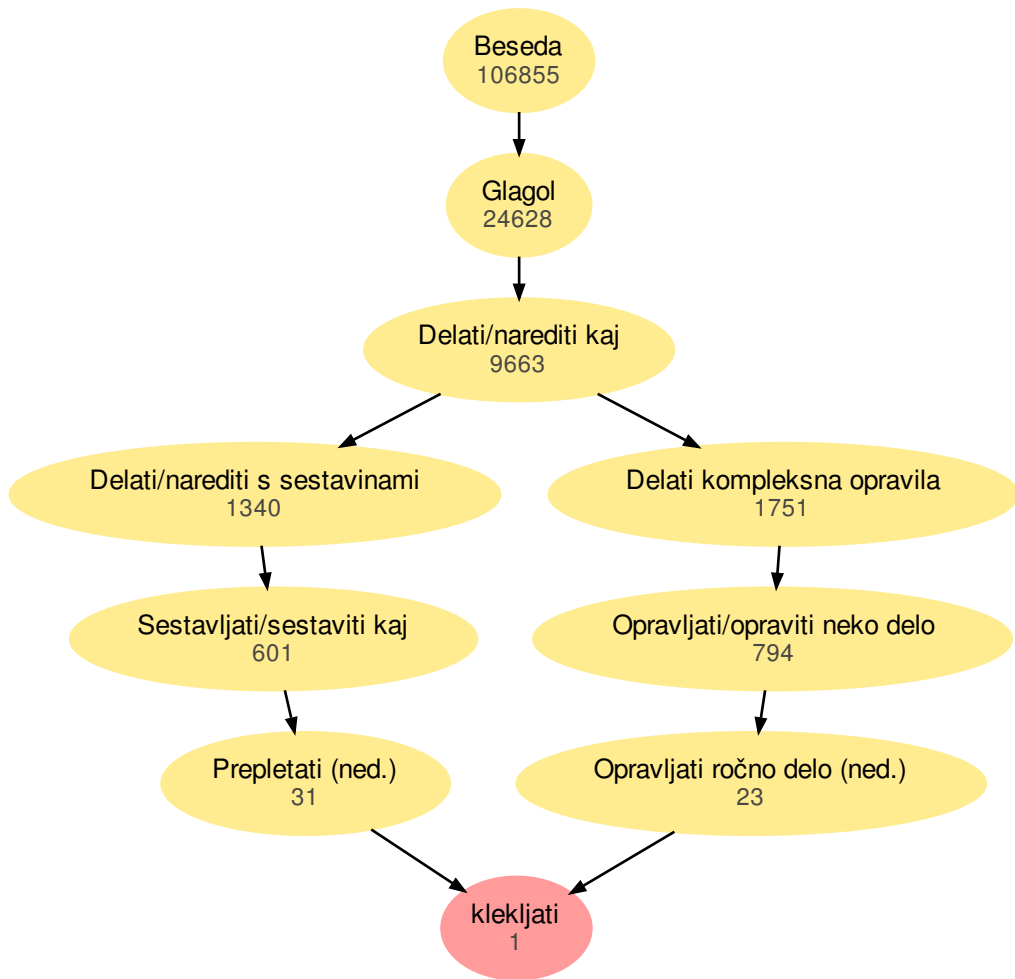 Beseda
106855
Glagol
24628
Delati/narediti kaj
9663
Delati/narediti s sestavinami
1340
Delati kompleksna opravila
1751
Sestavljati/sestaviti kaj
601
Opravljati/opraviti neko delo
794
Prepletati (ned.)
31
Opravljati ročno delo (ned.)
23
klekljati
1